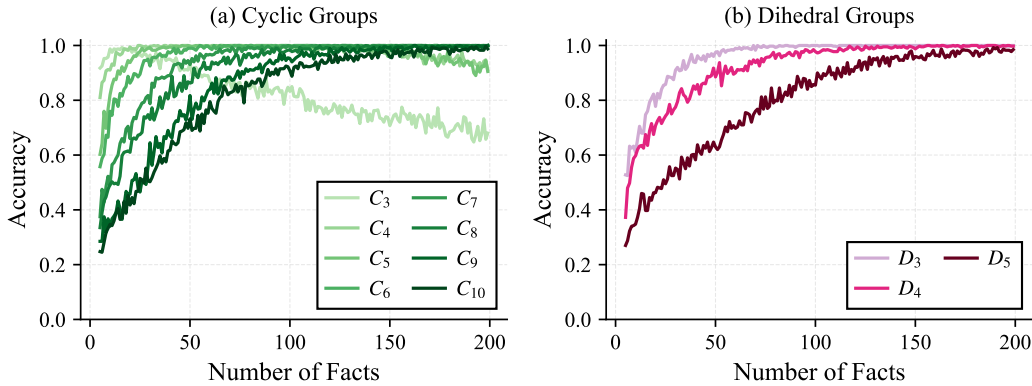 (a) Cyclic Groups
Accuracy
1.0
0.8
0.6
0.4
0.2
0.0
0 50 100 150 200
Number of Facts
C3 C7
C4 C8
C5 C9
C6 C10
(b) Dihedral Groups
Accuracy
1.0
0.8
0.6
0.4
0.2
0.0
0 50 100 150 200
Number of Facts
D3 D5
D4